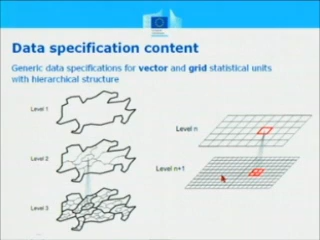 Data specification content
Generic data specifications for vector and grid statistical units
with hierarchical structure
Level 1
Level n
Level 2
Level n+1
Level 3